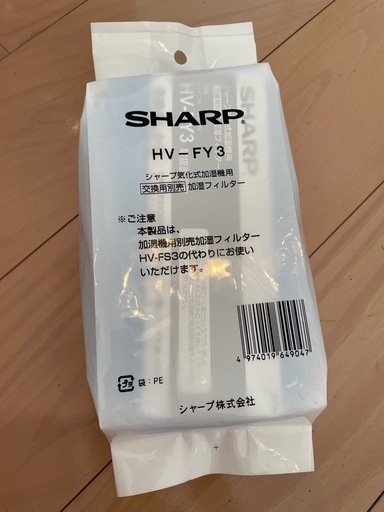 SHARP
HV-FY3
シャープ気化式加湿機用
交換用別売 加湿フィルター
※ご注意
本製品は、
加湿機用別売加湿フィルター
HV-FS3の代わりにお使い
いただけます。
4 974019 649047
プラ 袋:PE
シャープ株式会社